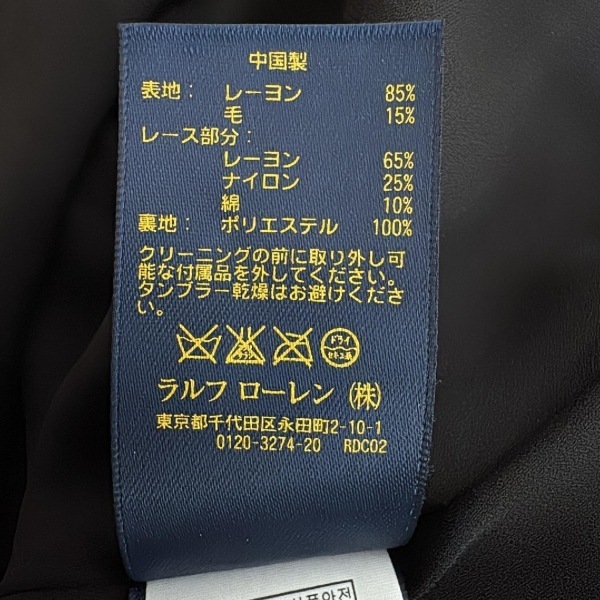 中国製
表地: レーヨン 85%
毛 15%
レース部分:
レーヨン 65%
ナイロン 25%
綿 10%
裏地: ポリエステル 100%
クリーニングの前に取り外し可
能な付属品を外してください。
タンブラー乾燥はお避けくださ
い。
ドライ
セキユ系
ラルフ ローレン (株)
東京都千代田区永田町2-10-1
0120-3274-20 RDC02